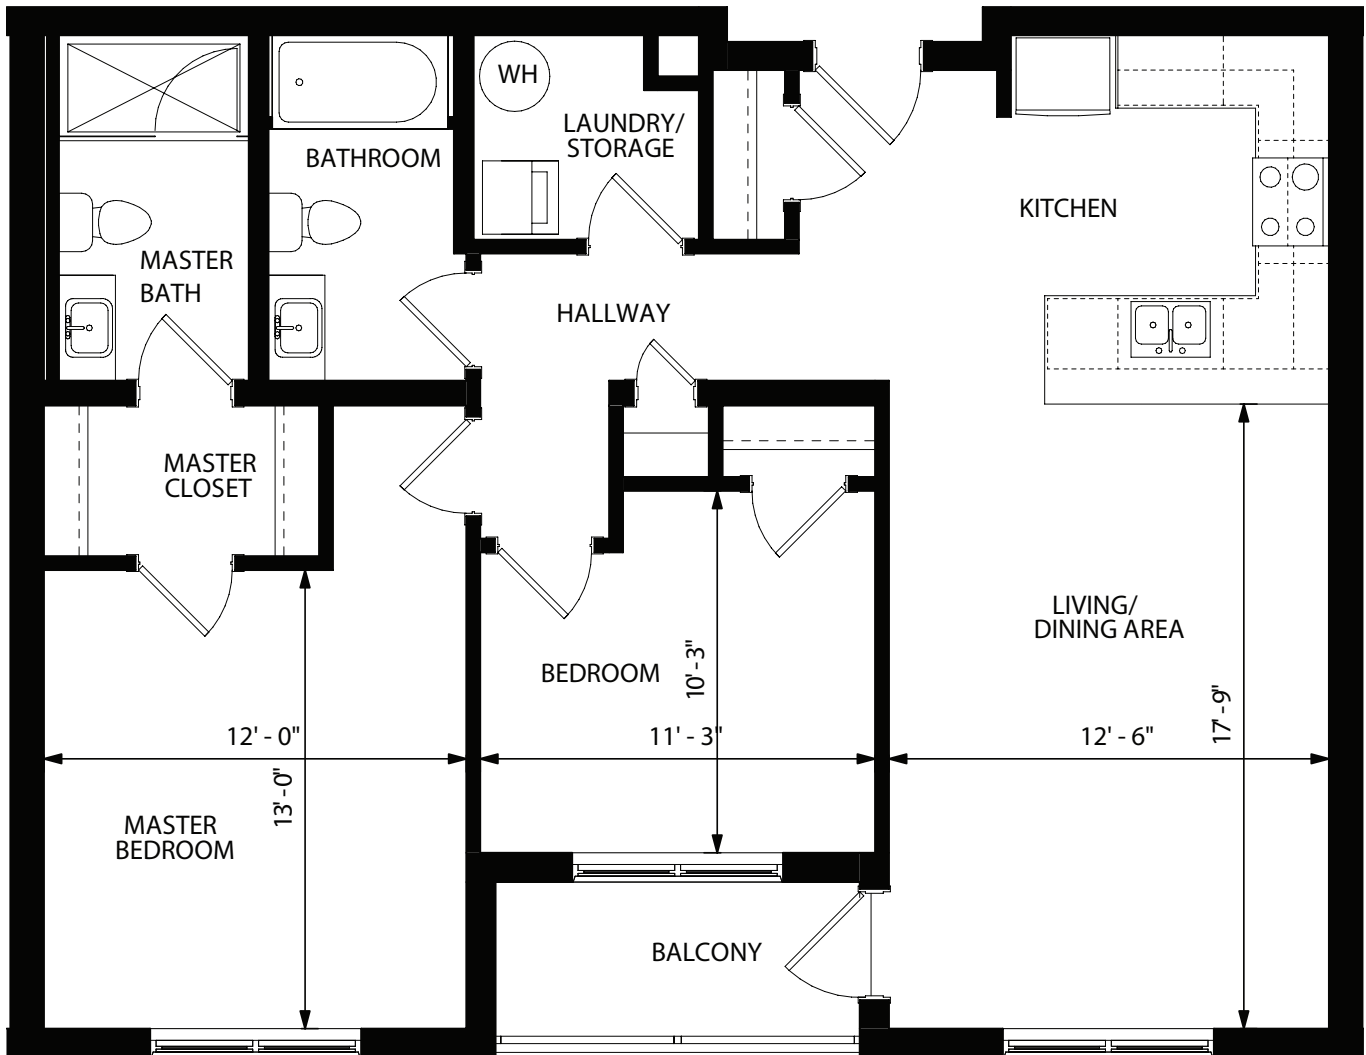 WH
LAUNDRY/
STORAGE
BATHROOM
KITCHEN
MASTER
BATH
HALLWAY
MASTER
CLOSET
LIVING/
DINING AREA
BEDROOM
10'-3"
17'-9"
12' - 0"
11' - 3"
12' - 6"
13'-0"
MASTER
BEDROOM
BALCONY